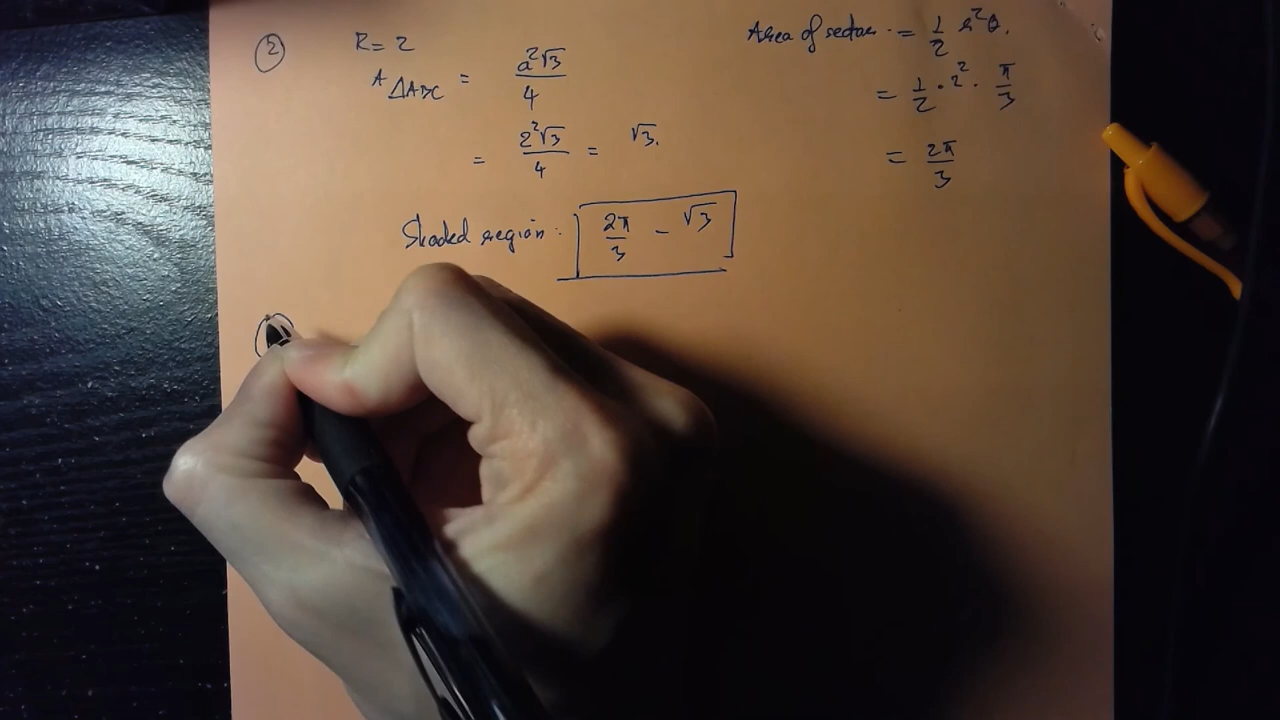 ②
R = 2
A △ABC = a²√3 / 4
= 2²√3 / 4 = √3.
Area of sector = 1/2 r²θ.
= 1/2 · 2² · π/3
= 2π/3
Shaded region: 2π/3 - √3